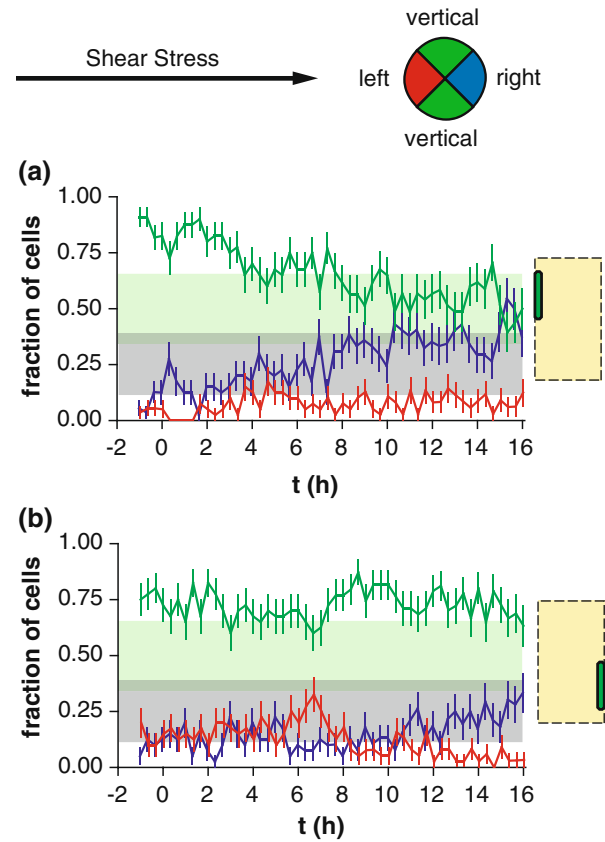 vertical
Shear Stress
left
right
vertical
(a)
1.00
0.75
0.50
0.25
0.00
fraction of cells
-2 0 2 4 6 8 10 12 14 16
t (h)
(b)
1.00
0.75
0.50
0.25
0.00
fraction of cells
-2 0 2 4 6 8 10 12 14 16
t (h)